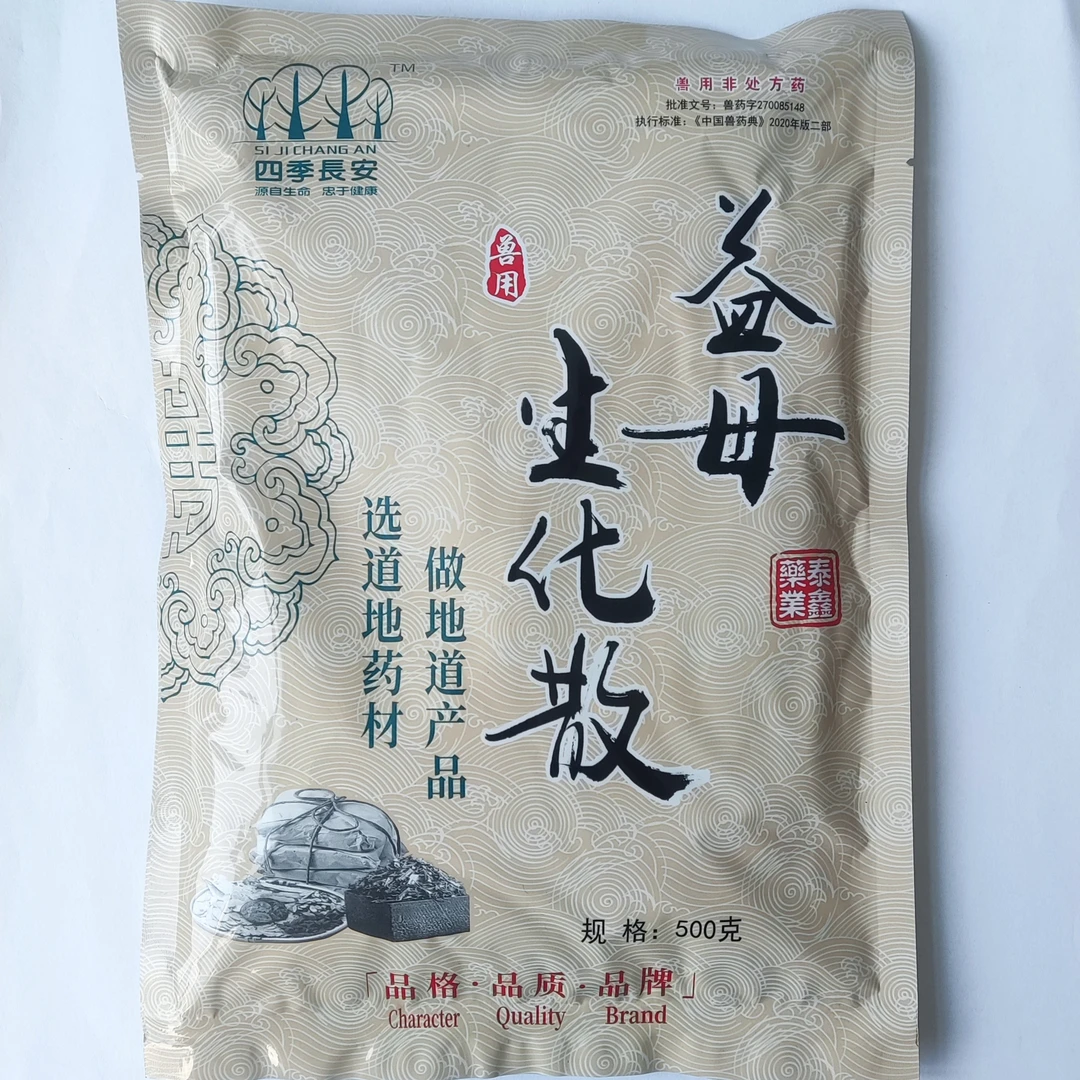 TM
SI JI CHANG AN
四季長安
源自生命 忠于健康
兽用非处方药
批准文号：兽药字270085148
执行标准：《中国兽药典》2020年版二部
兽用
益母
生化散
泰鑫
藥業
做地道产品
选道地药材
规 格：500克
「品格·品质·品牌」
Character Quality Brand